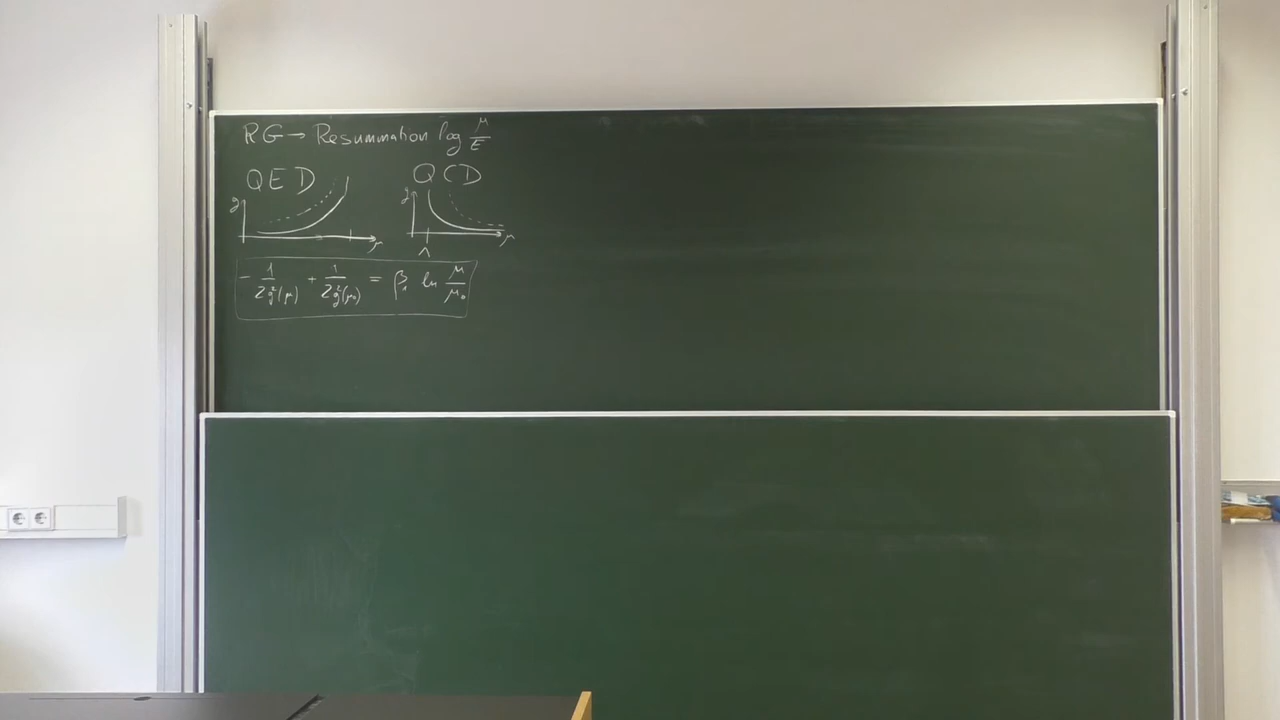 RG → Resummation log μ/E
QED QCD
g μ g μ
Λ
- 1/2g²(μ) + 1/2g²(μ₀) = β₁ ln μ/μ₀